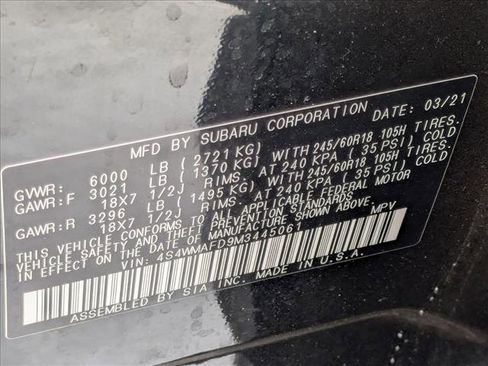 MFD BY SUBARU CORPORATION DATE: 03/21
GVWR: 6000 LB ( 2721 KG)
GAWR:F 3021 LB ( 1370 KG) WITH 245/60R18 105H TIRES.
18X7 1/2J RIMS. AT 240 KPA ( 35 PSI) COLD
GAWR:R 3296 LB ( 1495 KG) WITH 245/60R18 105H TIRES.
18X7 1/2J RIMS. AT 240 KPA ( 35 PSI) COLD
THIS VEHICLE CONFORMS TO ALL APPLICABLE FEDERAL MOTOR
VEHICLE SAFETY STANDARDS
IN EFFECT ON THE DATE OF MANUFACTURE SHOWN ABOVE.
VIN: 4S4WMAFD9M3445061 MPV
ASSEMBLED BY SIA INC. MADE IN U.S.A.